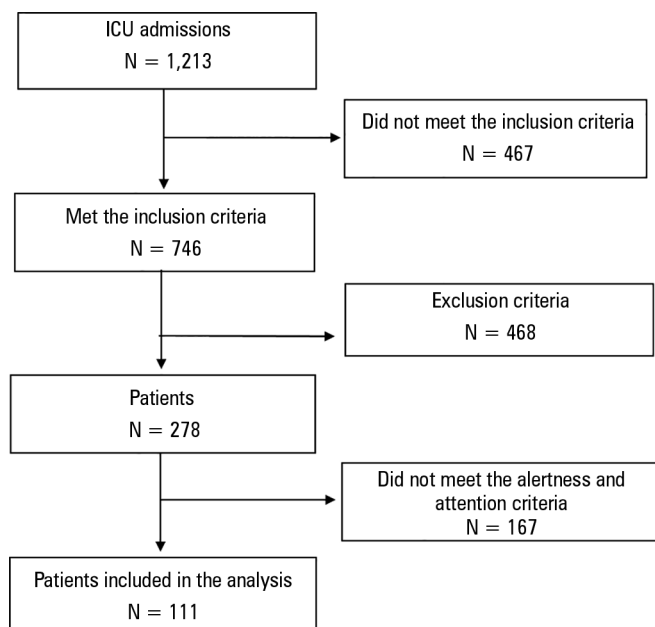 ICU admissions
N = 1,213
Did not meet the inclusion criteria
N = 467
Met the inclusion criteria
N = 746
Exclusion criteria
N = 468
Patients
N = 278
Did not meet the alertness and
attention criteria
N = 167
Patients included in the analysis
N = 111